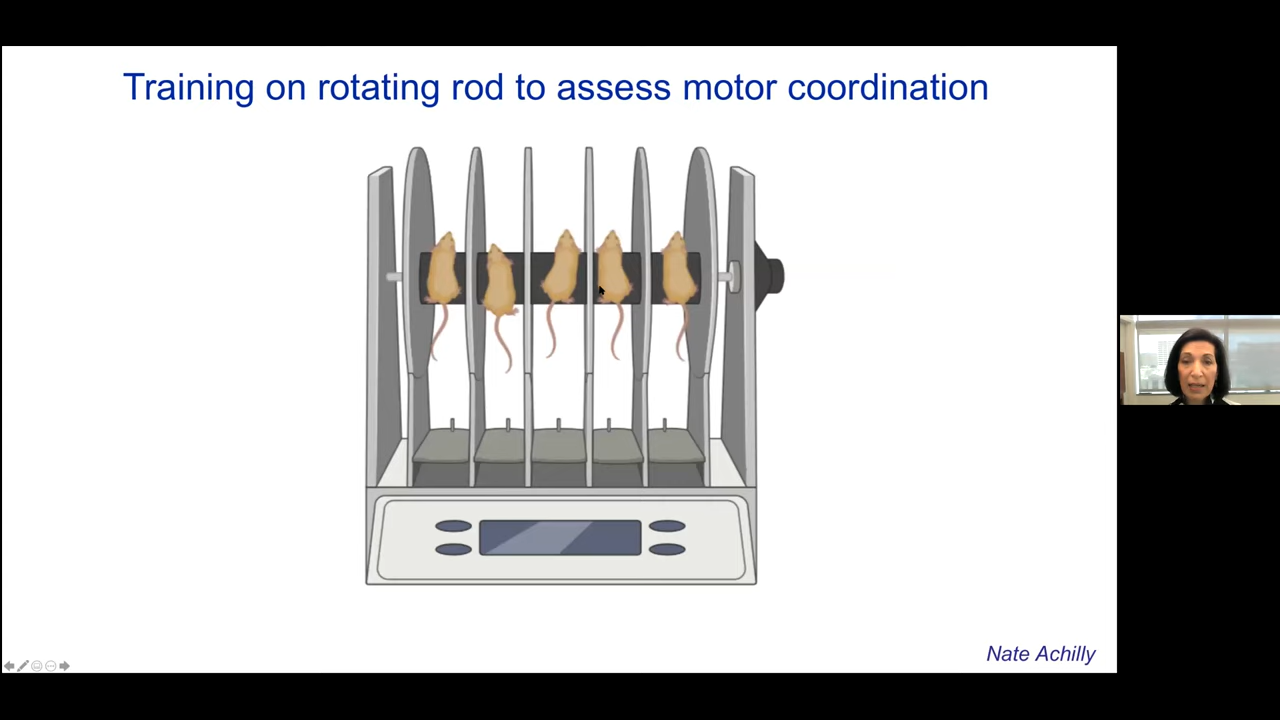 Training on rotating rod to assess motor coordination
Nate Achilly